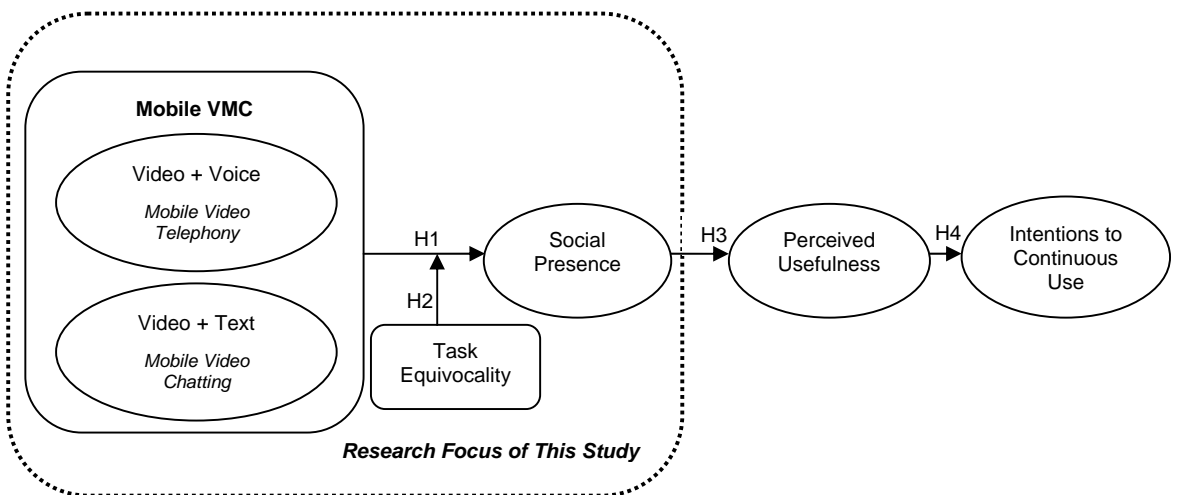 Mobile VMC
Video + Voice
Mobile Video
Telephony
Video + Text
Mobile Video
Chatting
H1
H2
Task
Equivocality
Social
Presence
Research Focus of This Study
H3
Perceived
Usefulness
H4
Intentions to
Continuous
Use